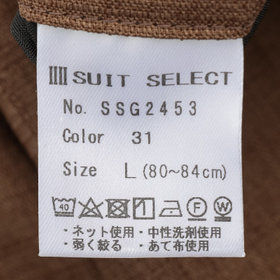 SUIT SELECT
No. SSG2453
Color 31
Size L (80~84cm)
40 F W
・ネット使用・中性洗剤使用
・弱く絞る ・あて布使用